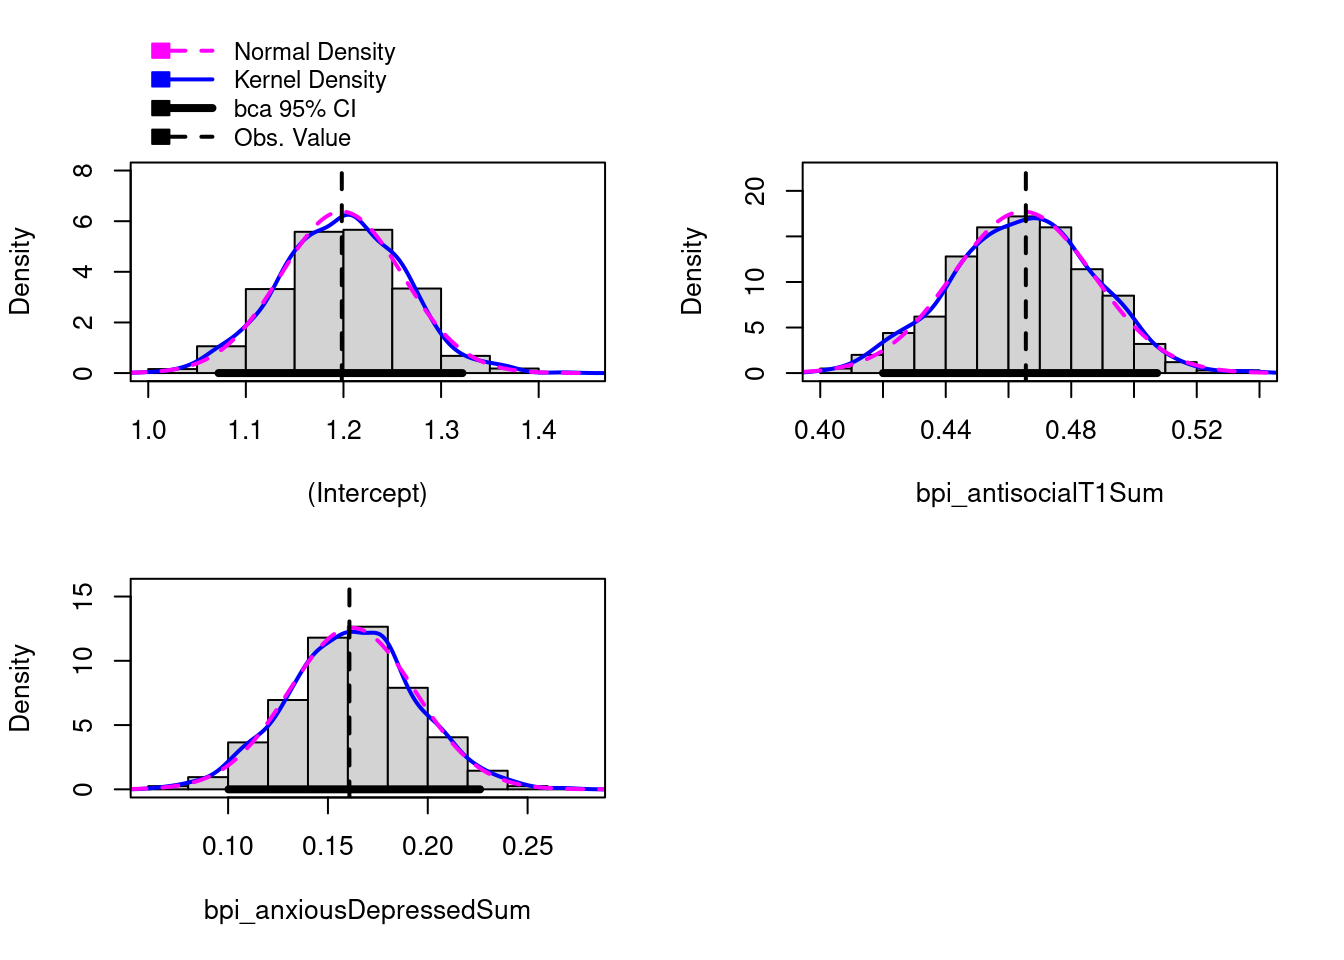 Normal Density
Kernel Density
bca 95% CI
Obs. Value
Density
0 2 4 6 8
1.0 1.1 1.2 1.3 1.4
(Intercept)
Density
0 5 10 20
0.40 0.44 0.48 0.52
bpi_antisocialT1Sum
Density
0 5 10 15
0.10 0.15 0.20 0.25
bpi_anxiousDepressedSum